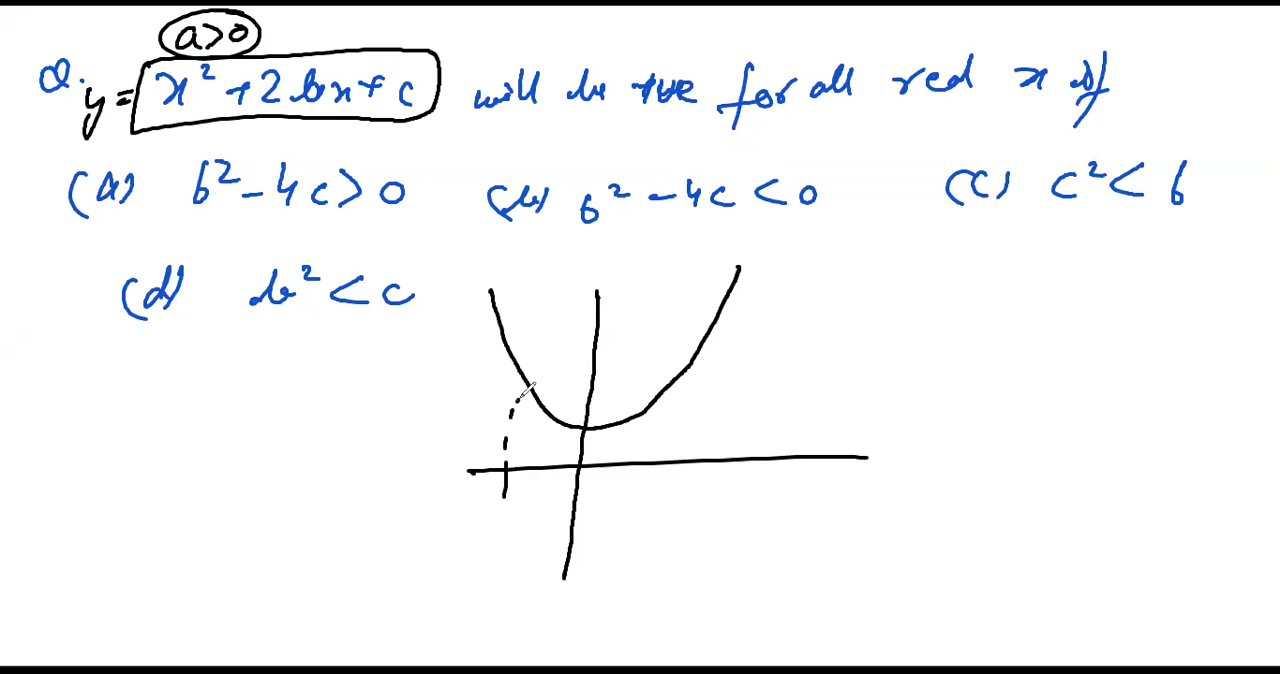 a>0
Q. y = x² + 2bx + c will be +ve for all real x if
(a) b² - 4c > 0 (b) b² - 4c < 0 (c) c² < b
(d) b² < c